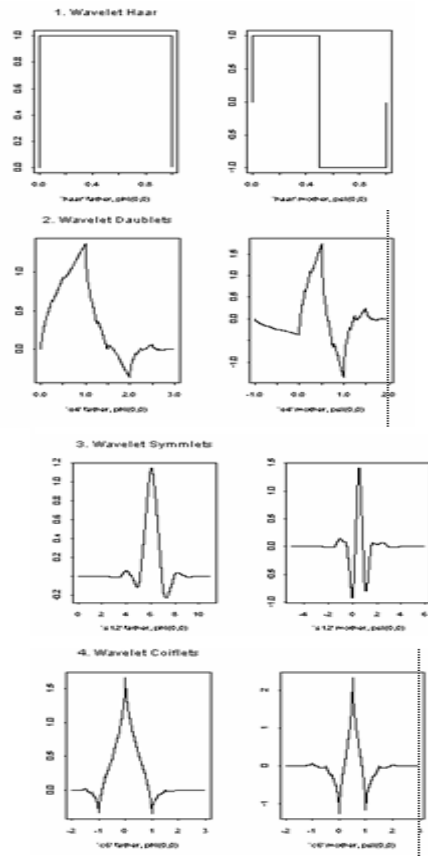 1. Wavelet Haar
1.0
0.8
0.6
0.4
0.2
0.0
0.0 0.4 0.8
'haar' father, phi(0,0)
1.0
0.5
0.0
-0.5
-1.0
0.0 0.4 0.8
'haar' mother, psi(0,0)
2. Wavelet Daublets
1.0
0.5
0.0
0.0 1.0 2.0 3.0
'd4' father, phi(0,0)
1.5
1.0
0.5
0.0
-1.0
-1.0 0.0 1.0 2.0
'd4' mother, psi(0,0)
3. Wavelet Symmlets
1.2
1.0
0.8
0.6
0.4
0.2
0.0
-0.2
0 2 4 6 8 10
's12' father, phi(0,0)
1.5
1.0
0.5
0.0
-0.5
-1.0
-4 -2 0 2 4 6
's12' mother, psi(0,0)
4. Wavelet Coiflets
1.5
1.0
0.5
0.0
-2 -1 0 1 2 3
'c6' father, phi(0,0)
2
1
0
-1
-2 -1 0 1 2 3
'c6' mother, psi(0,0)